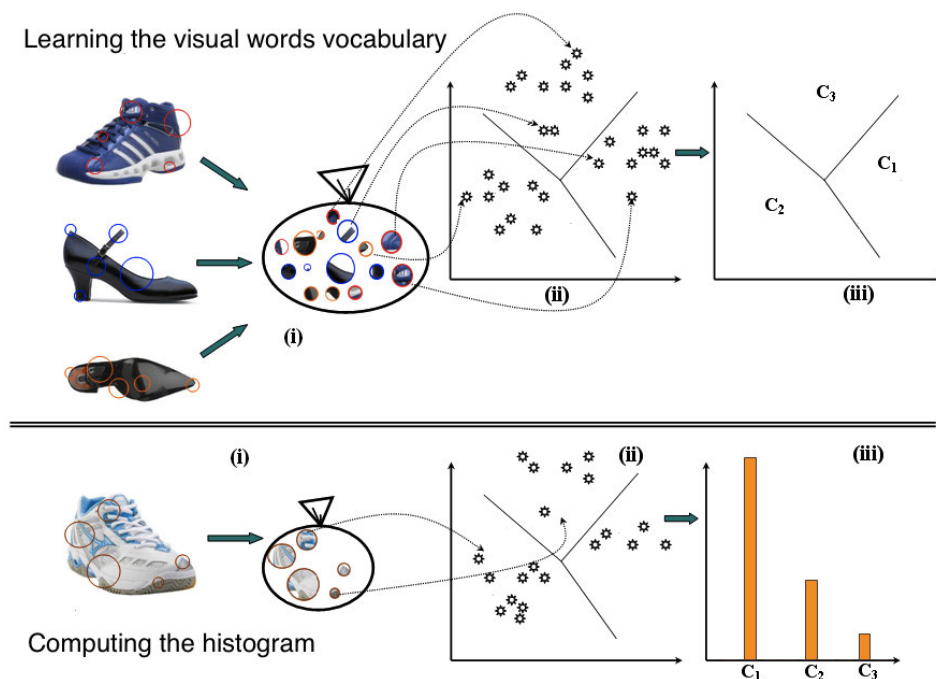 Learning the visual words vocabulary
C3
C1
C2
(i)
(ii)
(iii)
(i)
(ii)
(iii)
Computing the histogram
C1
C2
C3